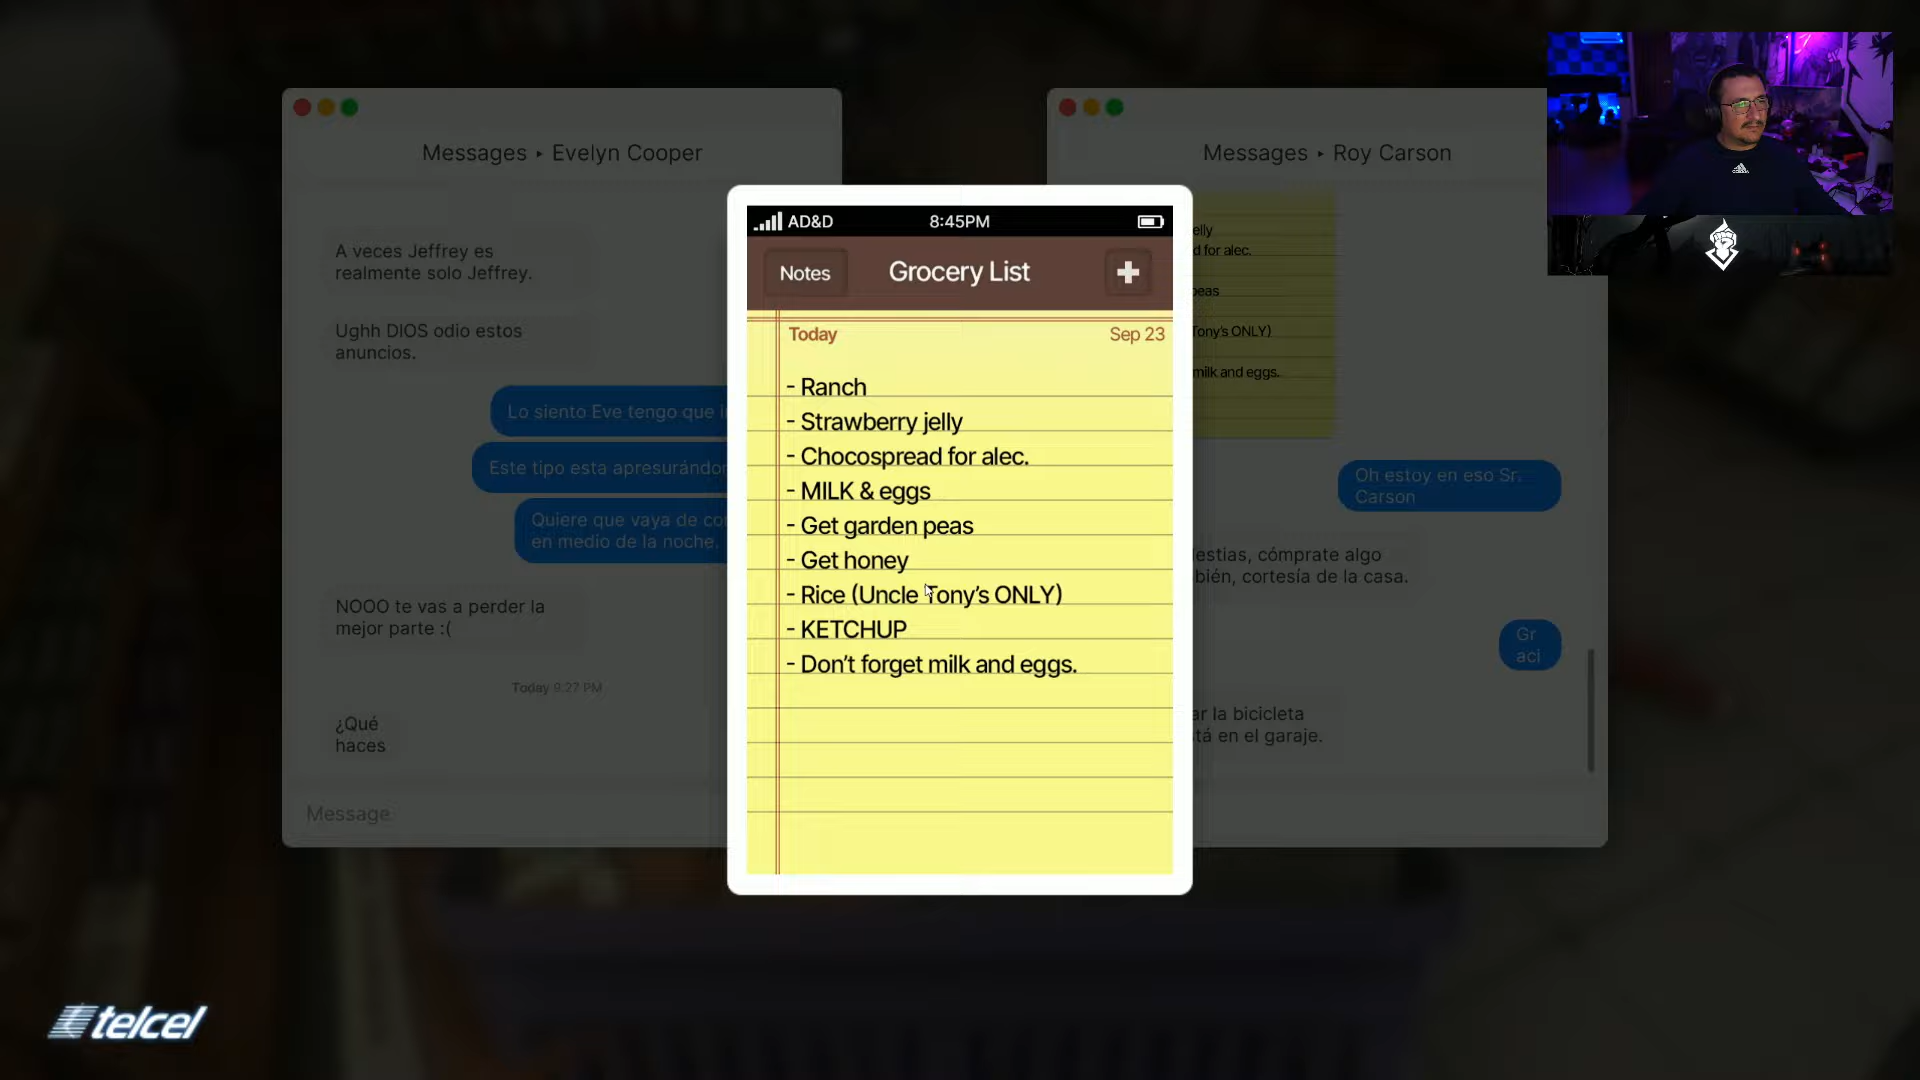 Messages ▸ Evelyn Cooper
A veces Jeffrey es
realmente solo Jeffrey.
Ughh DIOS odio estos
anuncios.
Lo siento Eve tengo que
Este tipo esta
Quiere que vaya de
en medio de la noche.
NOOO te vas a perder la
mejor parte :(
Today 9:27 PM
¿Qué
haces
Message
AD&D
8:45PM
Notes
Grocery List
+
Today
Sep 23
- Ranch
- Strawberry jelly
- Chocospread for alec.
- MILK & eggs
- Get garden peas
- Get honey
- Rice (Uncle Tony's ONLY)
- KETCHUP
- Don't forget milk and eggs.
Messages ▸ Roy Carson
elly
d for alec.
peas
Tony's ONLY)
milk and eggs.
Oh estoy en eso Sr.
Carson
estias, cómprate algo
bién, cortesía de la casa.
Gr
aci
ar la bicicleta
tá en el garaje.
telcel